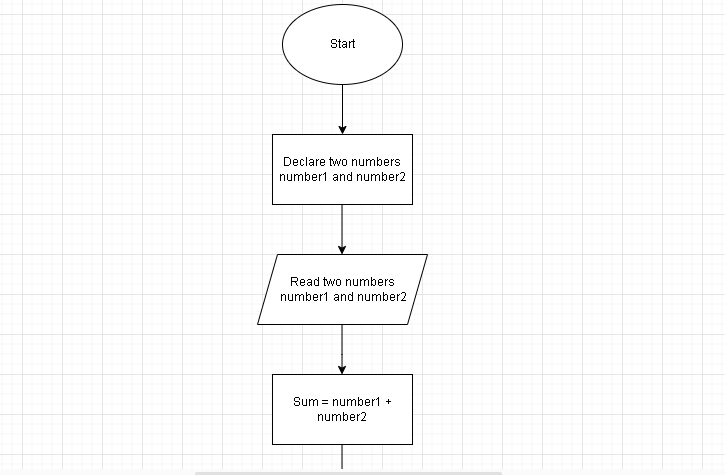 Start
Declare two numbers
number1 and number2
Read two numbers
number1 and number2
Sum = number1 +
number2